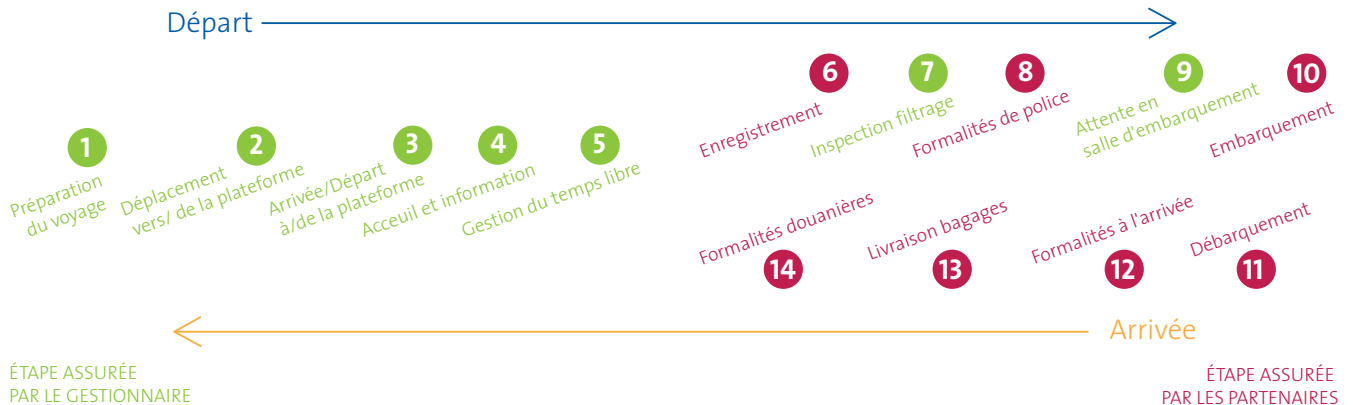 Départ
6
7
8
9
10
Enregistrement
Inspection filtrage
Formalités de police
Attente en
salle d'embarquement
Embarquement
1
2
3
4
5
Préparation
du voyage
Déplacement
vers/ de la plateforme
Arrivée/Départ
à/de la plateforme
Acceuil et information
Gestion du temps libre
Formalités douanières
Livraison bagages
Formalités à l'arrivée
Débarquement
14
13
12
11
Arrivée
ÉTAPE ASSURÉE
PAR LE GESTIONNAIRE
ÉTAPE ASSURÉE
PAR LES PARTENAIRES